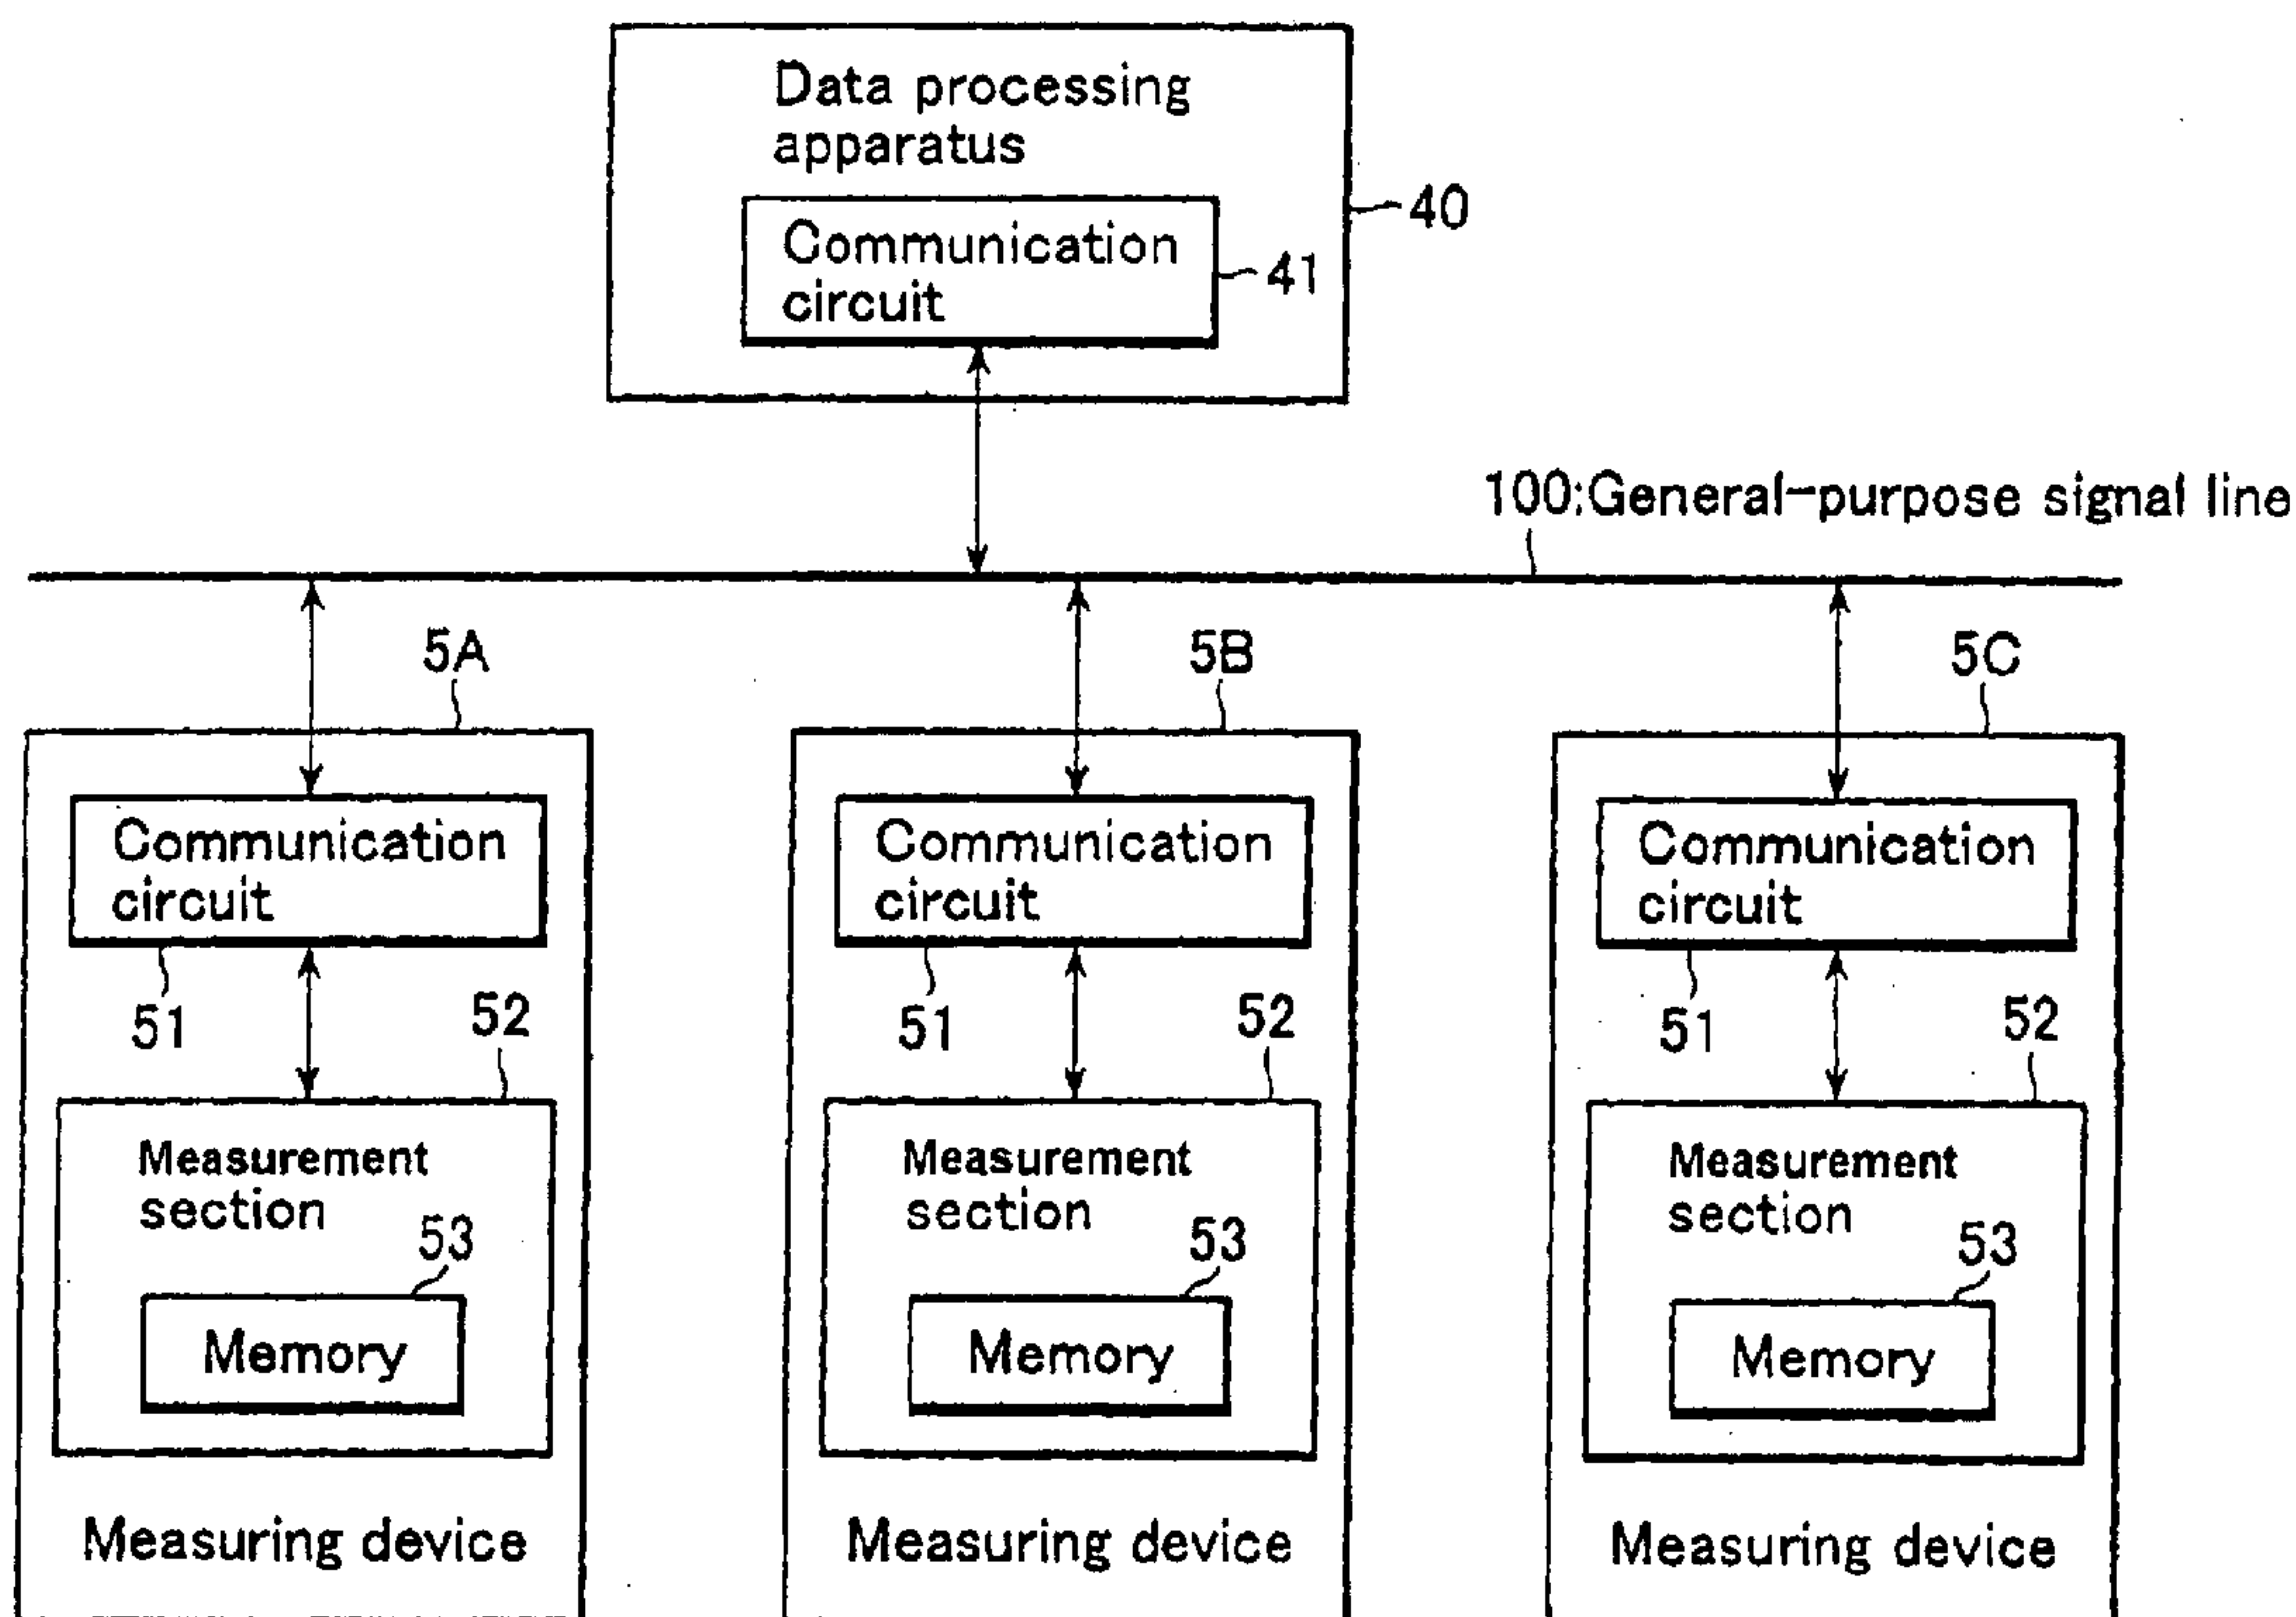 Data processing
apparatus
40
Communication
circuit
41
100:General-purpose signal line
5A
5B
5C
Communication
circuit
Communication
circuit
Communication
circuit
51
52
51
52
51
52
Measurement
section
53
Memory
Measurement
section
53
Memory
Measurement
section
53
Memory
Measuring device
Measuring device
Measuring device